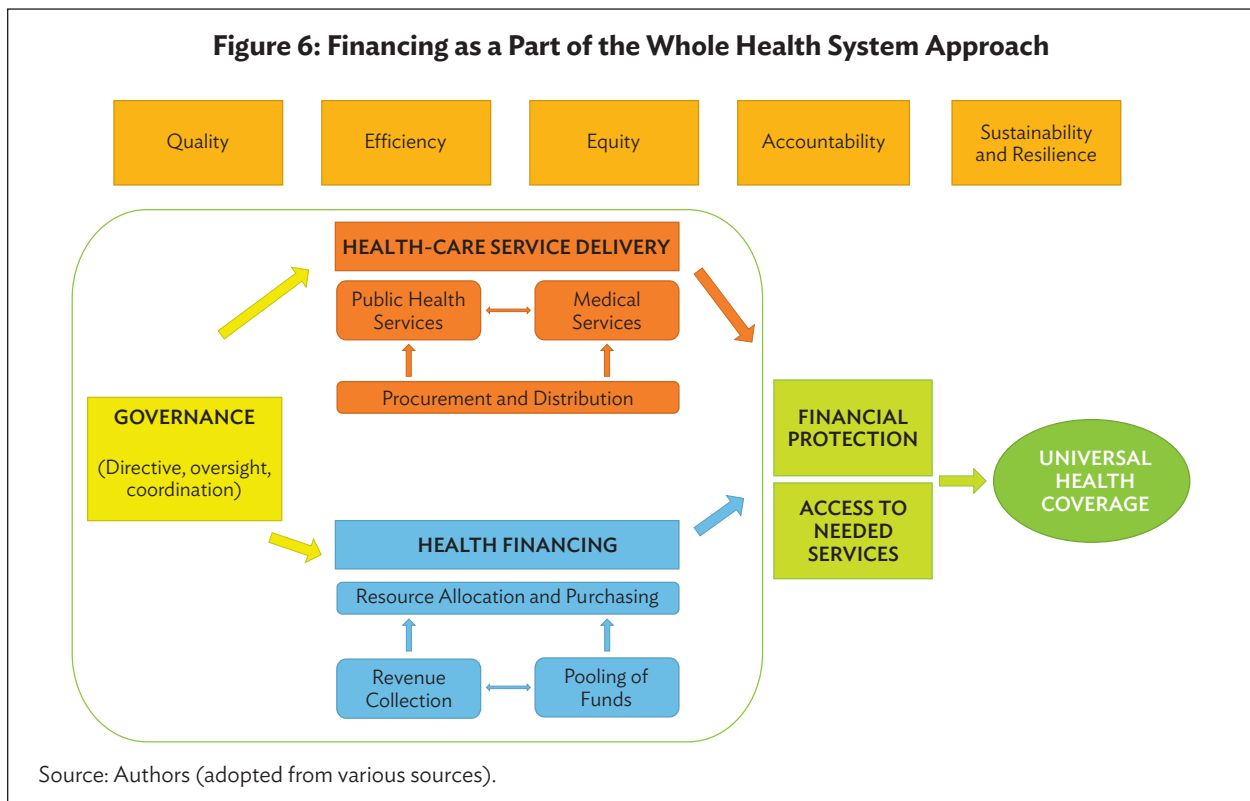 Figure 6: Financing as a Part of the Whole Health System Approach
Quality
Efficiency
Equity
Accountability
Sustainability
and Resilience
HEALTH-CARE SERVICE DELIVERY
Public Health
Services
Medical
Services
Procurement and Distribution
GOVERNANCE
(Directive, oversight,
coordination)
HEALTH FINANCING
Resource Allocation and Purchasing
Revenue
Collection
Pooling of
Funds
FINANCIAL
PROTECTION
ACCESS TO
NEEDED
SERVICES
UNIVERSAL
HEALTH
COVERAGE
Source: Authors (adopted from various sources).